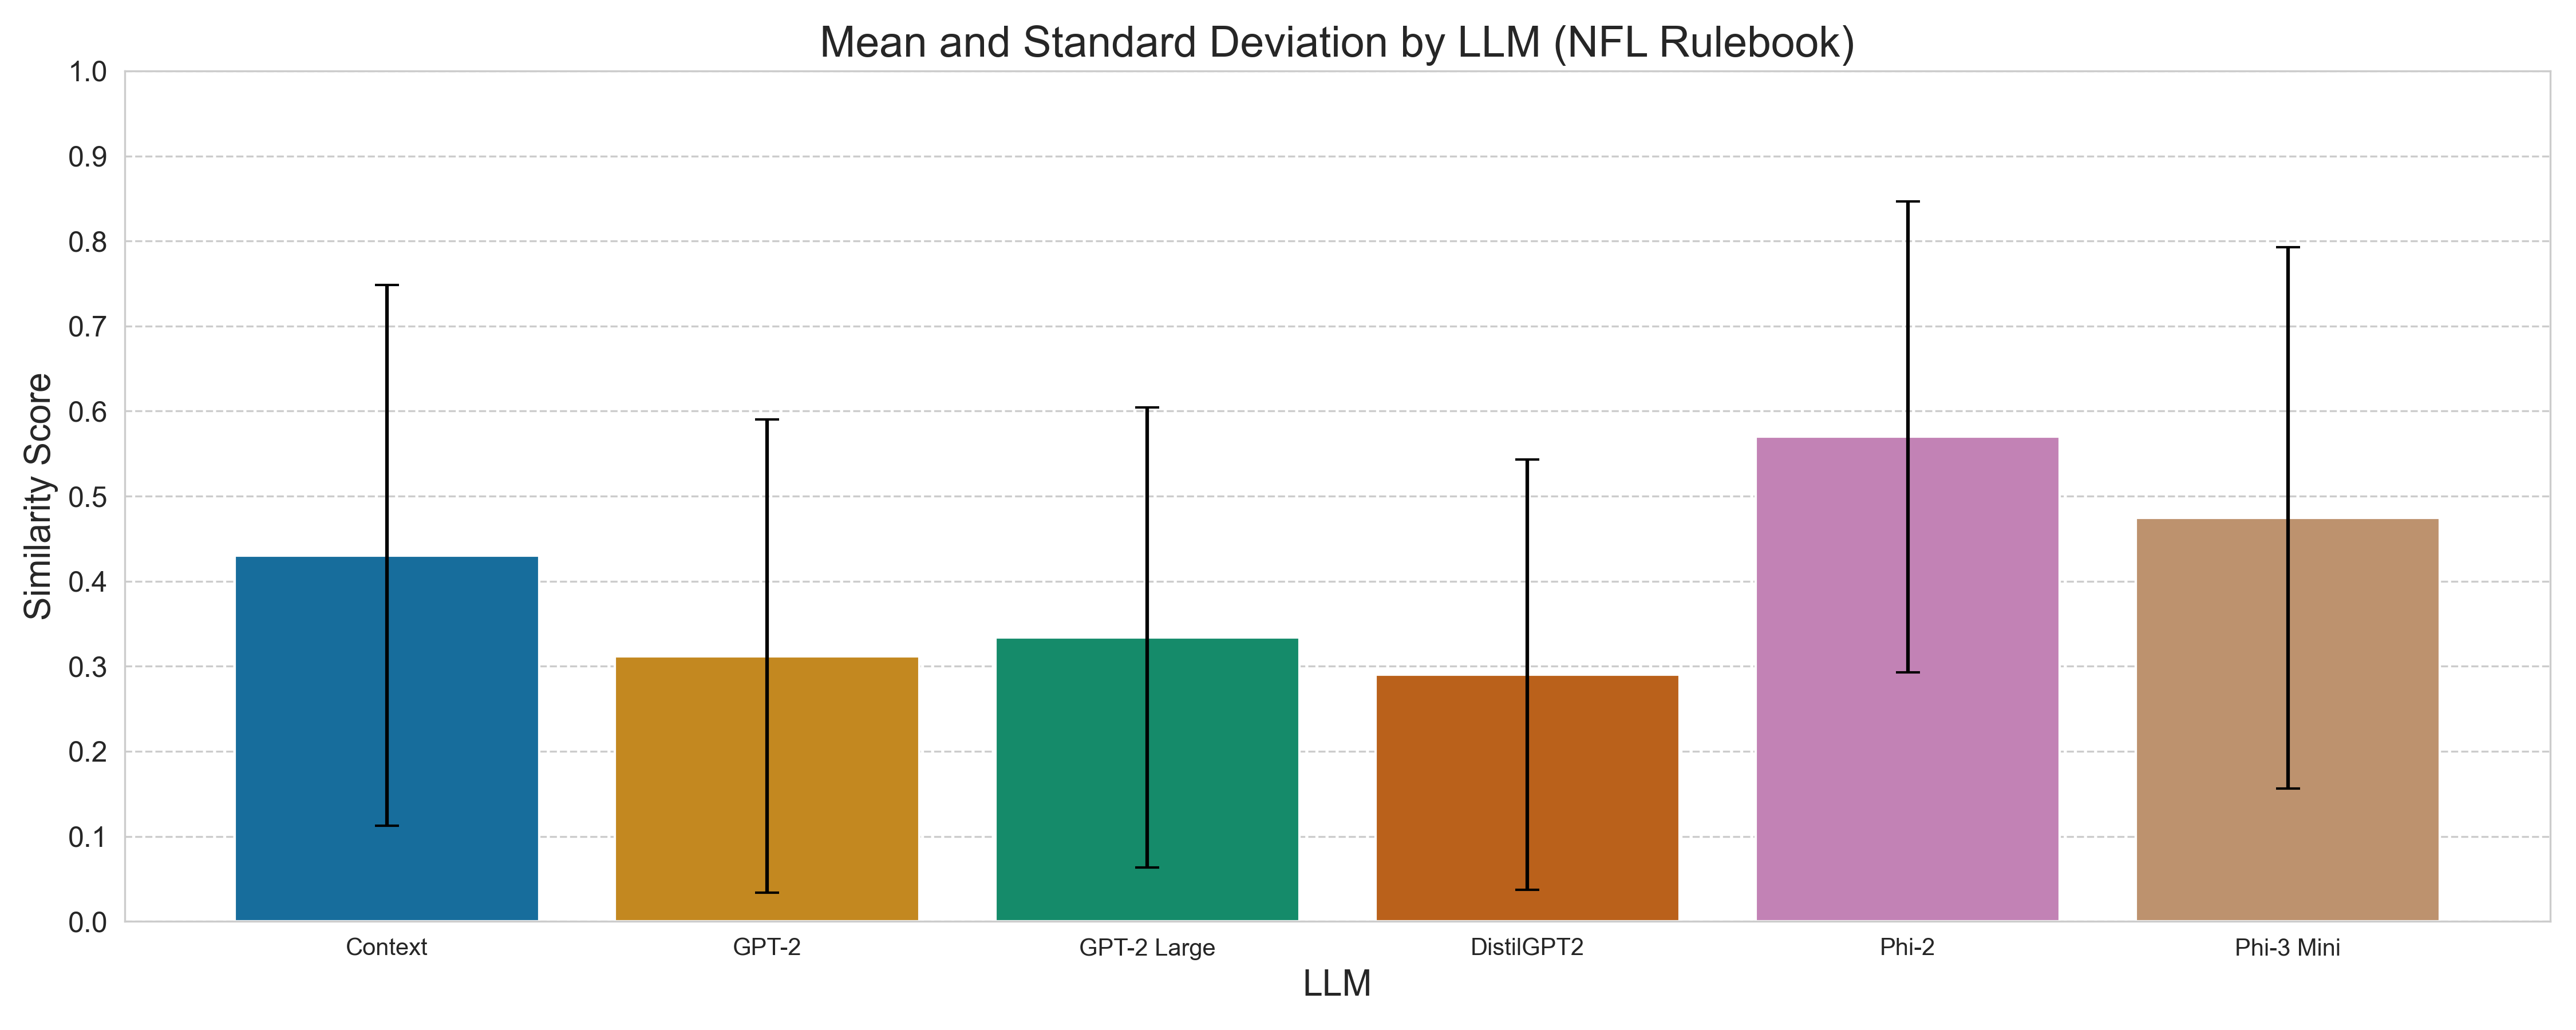 Mean and Standard Deviation by LLM (NFL Rulebook)
Similarity Score
1.0
0.9
0.8
0.7
0.6
0.5
0.4
0.3
0.2
0.1
0.0
Context GPT-2 GPT-2 Large DistilGPT2 Phi-2 Phi-3 Mini
LLM